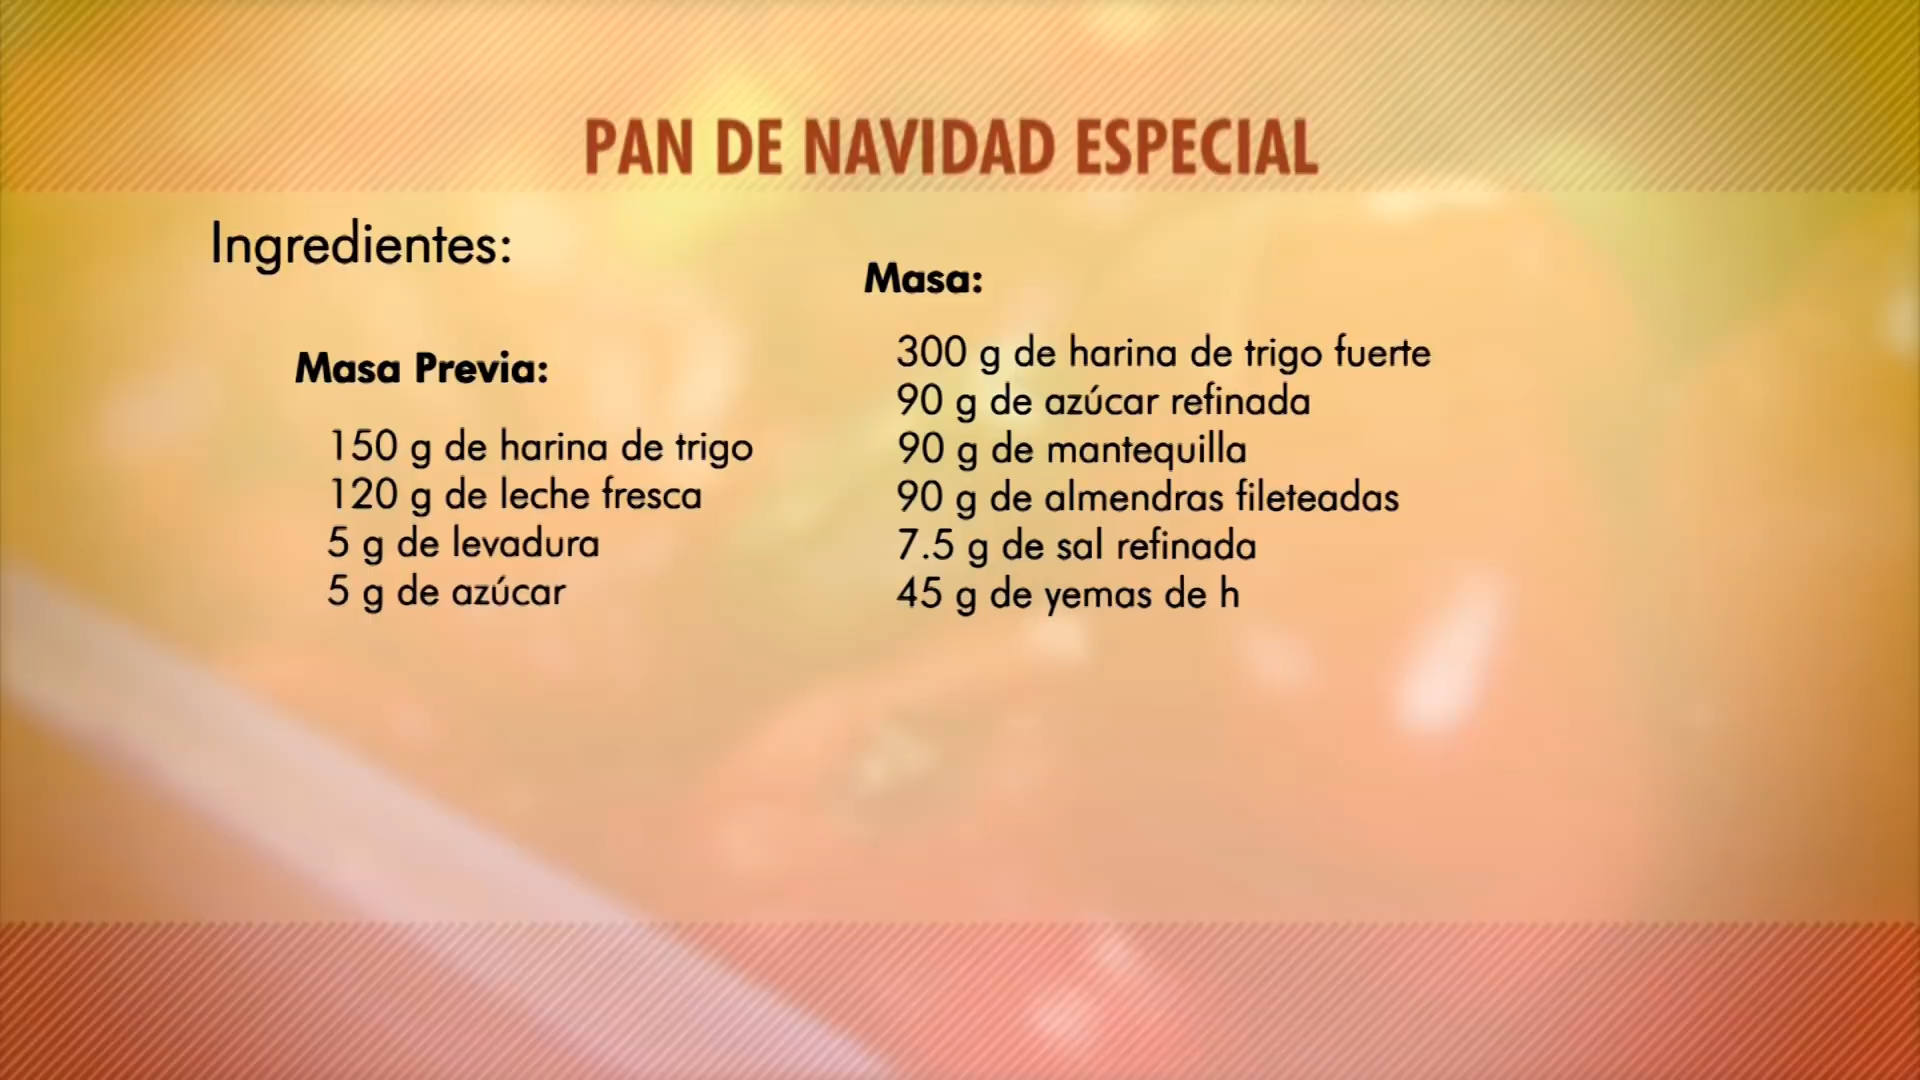 PAN DE NAVIDAD ESPECIAL
Ingredientes:
Masa Previa:
150 g de harina de trigo
120 g de leche fresca
5 g de levadura
5 g de azúcar
Masa:
300 g de harina de trigo fuerte
90 g de azúcar refinada
90 g de mantequilla
90 g de almendras fileteadas
7.5 g de sal refinada
45 g de yemas de h